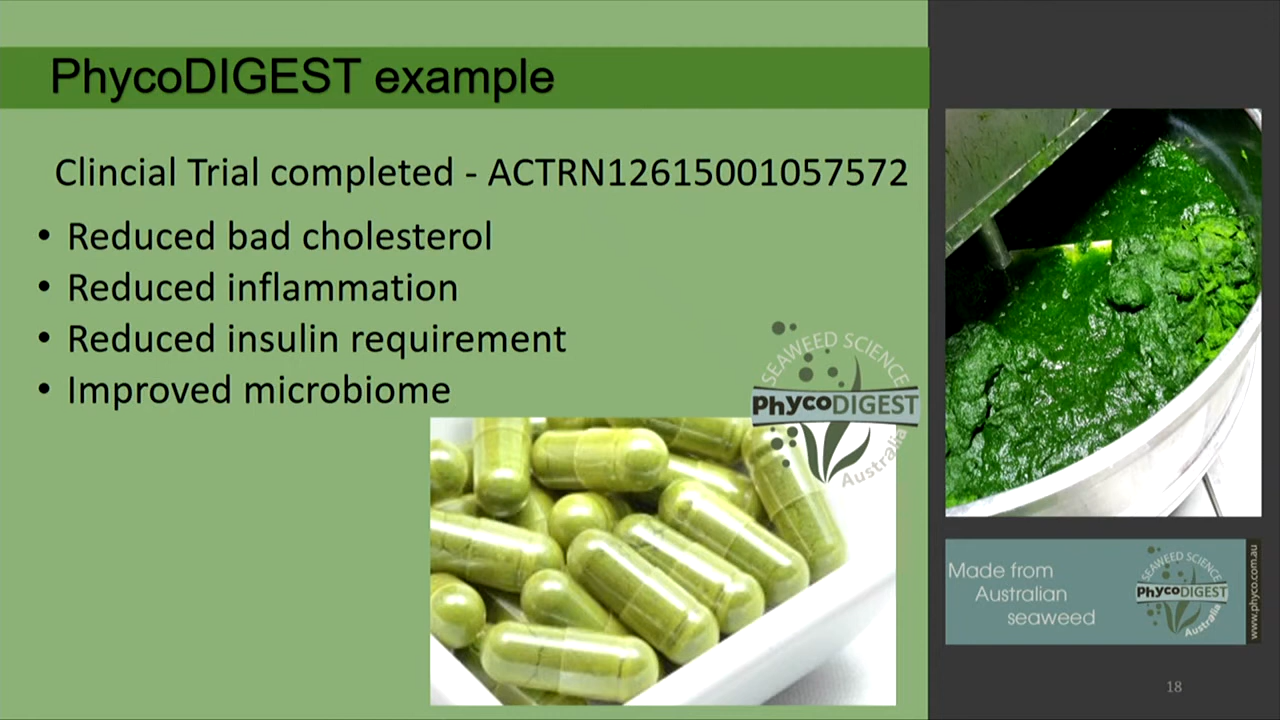 PhycoDIGEST example
Clincial Trial completed - ACTRN12615001057572
• Reduced bad cholesterol
• Reduced inflammation
• Reduced insulin requirement
• Improved microbiome
SEAWEED SCIENCE
PhycoDIGEST
Australia
Made from
Australian
seaweed
SEAWEED SCIENCE
PhycoDIGEST
Australia
www.phyco.com.au
18